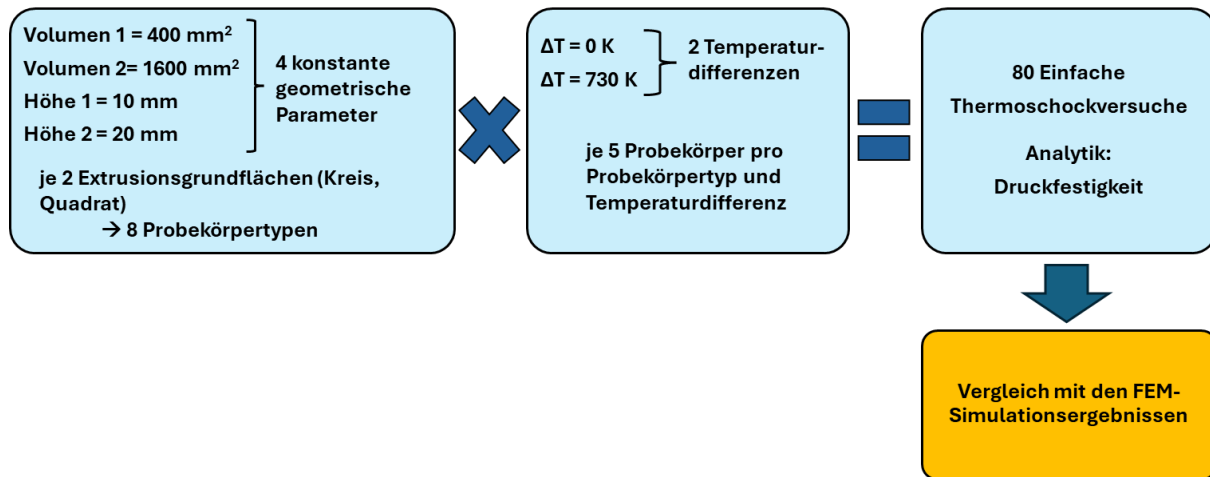 Volumen 1 = 400 mm²
Volumen 2= 1600 mm²
Höhe 1 = 10 mm
Höhe 2 = 20 mm
4 konstante
geometrische
Parameter
je 2 Extrusionsgrundflächen (Kreis,
Quadrat)
→ 8 Probekörpertypen
ΔT = 0 K
ΔT = 730 K
2 Temperatur-
differenzen
je 5 Probekörper pro
Probekörpertyp und
Temperaturdifferenz
80 Einfache
Thermoschockversuche
Analytik:
Druckfestigkeit
Vergleich mit den FEM-
Simulationsergebnissen